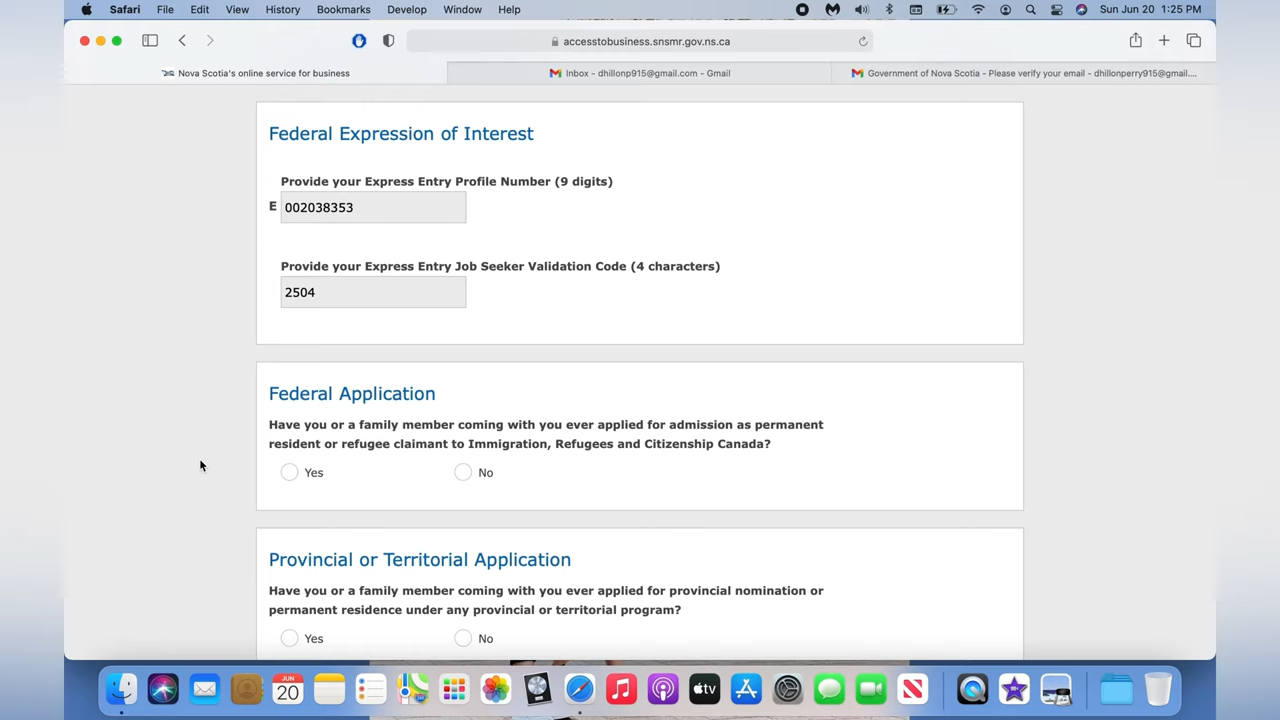 Safari File Edit View History Bookmarks Develop Window Help Sun Jun 20 1:25 PM
accesstobusiness.snsmr.gov.ns.ca
Nova Scotia's online service for business Inbox - dhillonp915@gmail.com - Gmail Government of Nova Scotia - Please verify your email - dhillonperry915@gmail....
Federal Expression of Interest
Provide your Express Entry Profile Number (9 digits)
E 002038353
Provide your Express Entry Job Seeker Validation Code (4 characters)
2504
Federal Application
Have you or a family member coming with you ever applied for admission as permanent
resident or refugee claimant to Immigration, Refugees and Citizenship Canada?
Yes No
Provincial or Territorial Application
Have you or a family member coming with you ever applied for provincial nomination or
permanent residence under any provincial or territorial program?
Yes No
JUN
20
tv